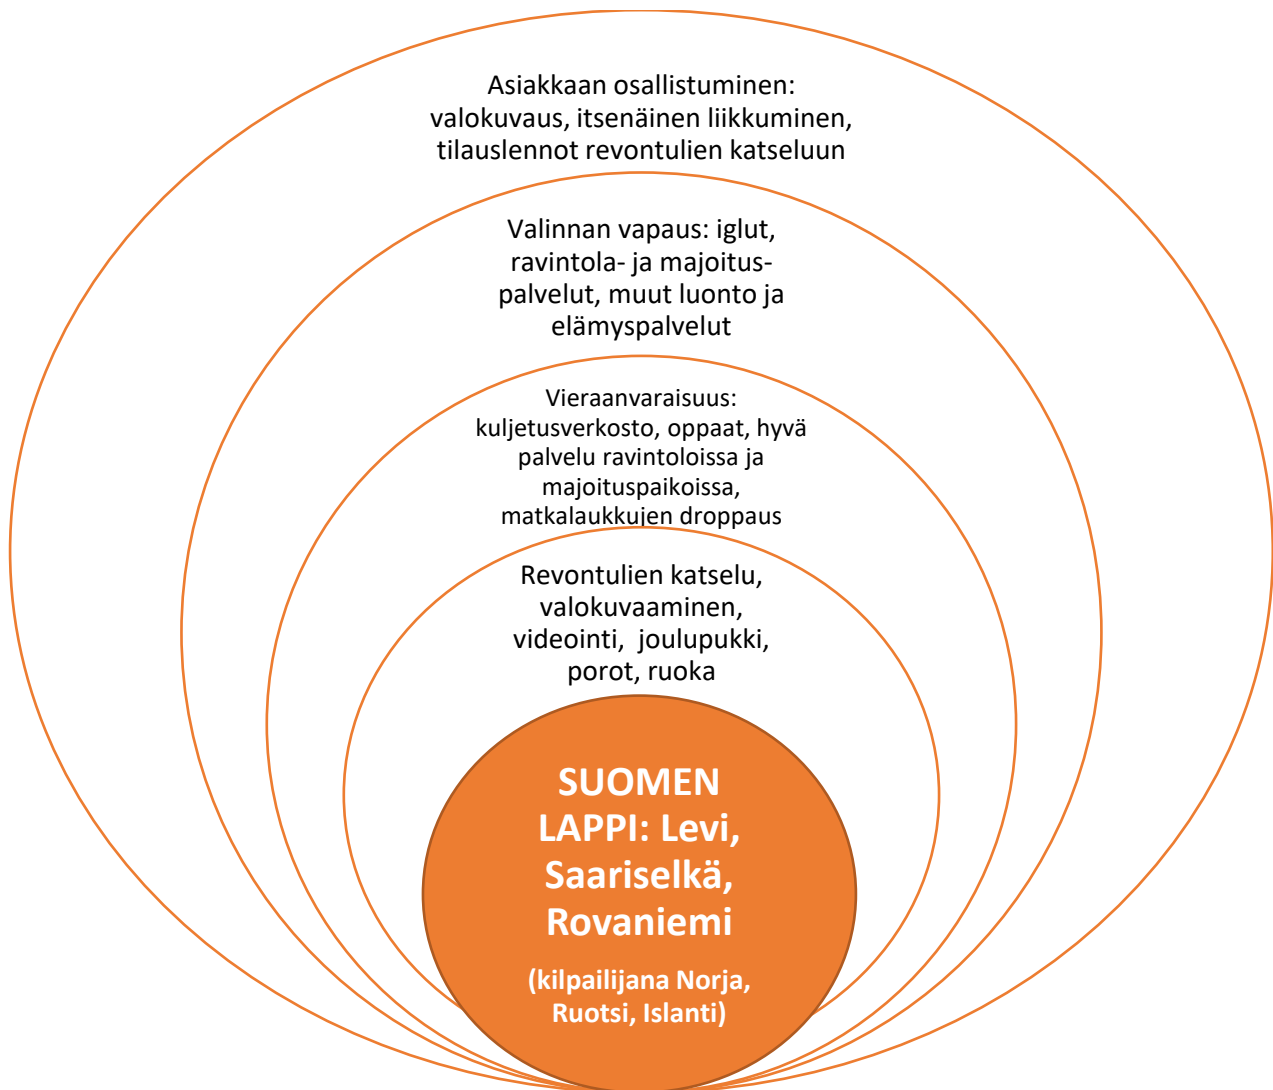 Asiakkaan osallistuminen:
valokuvaus, itsenäinen liikkuminen,
tilauslennot revontulien katseluun
Valinnan vapaus: iglut,
ravintola- ja majoitus-
palvelut, muut luonto ja
elämyspalvelut
Vieraanvaraisuus:
kuljetusverkosto, oppaat, hyvä
palvelu ravintoloissa ja
majoituspaikoissa,
matkalaukkujen droppaus
Revontulien katselu,
valokuvaaminen,
videointi, joulupukki,
porot, ruoka
SUOMEN
LAPPI: Levi,
Saariselkä,
Rovaniemi
(kilpailijana Norja,
Ruotsi, Islanti)